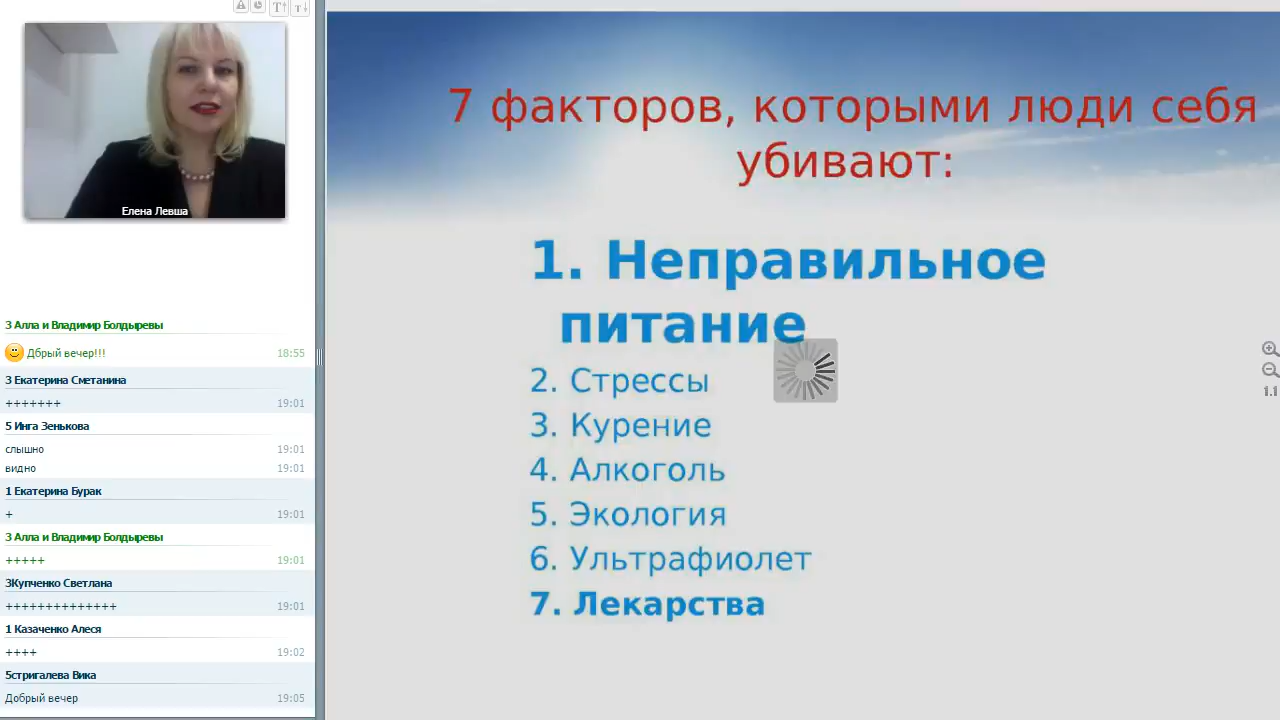 Елена Левша
3 Алла и Владимир Болдыревы
Дбрый вечер!!! 18:55
3 Екатерина Сметанина
+++++++ 19:01
5 Инга Зенькова
слышно 19:01
видно 19:01
1 Екатерина Бурак
+ 19:01
3 Алла и Владимир Болдыревы
+++++ 19:01
3Купченко Светлана
++++++++++++++ 19:01
1 Казаченко Алеся
++++ 19:02
5стригалева Вика
Добрый вечер 19:05
7 факторов, которыми люди себя
убивают:
1. Неправильное
питание
2. Стрессы
3. Курение
4. Алкоголь
5. Экология
6. Ультрафиолет
7. Лекарства
1.1